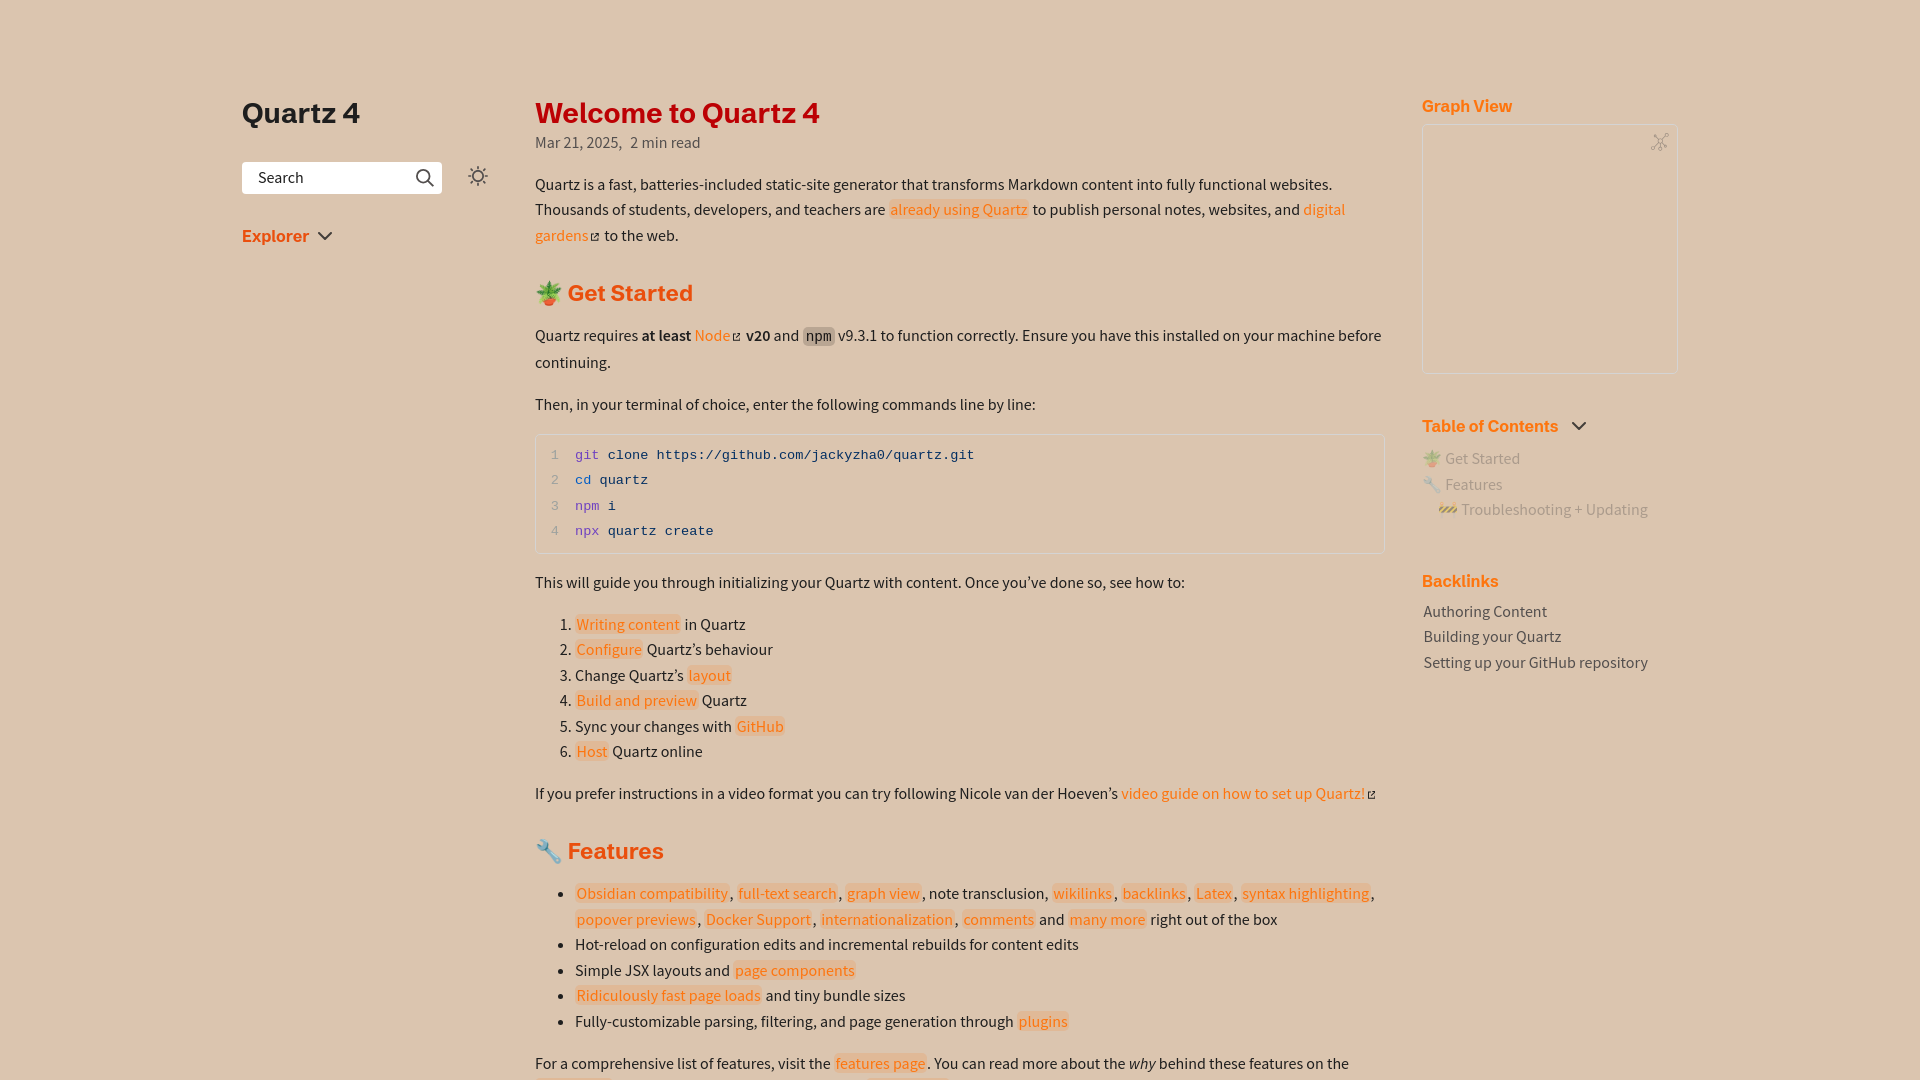 Quartz 4
Search
Explorer
Welcome to Quartz 4
Mar 21, 2025, 2 min read
Quartz is a fast, batteries-included static-site generator that transforms Markdown content into fully functional websites.
Thousands of students, developers, and teachers are already using Quartz to publish personal notes, websites, and digital
gardens to the web.
🪴 Get Started
Quartz requires at least Node v20 and npm v9.3.1 to function correctly. Ensure you have this installed on your machine before
continuing.
Then, in your terminal of choice, enter the following commands line by line:
1 git clone https://github.com/jackyzha0/quartz.git
2 cd quartz
3 npm i
4 npx quartz create
This will guide you through initializing your Quartz with content. Once you’ve done so, see how to:
1. Writing content in Quartz
2. Configure Quartz’s behaviour
3. Change Quartz’s layout
4. Build and preview Quartz
5. Sync your changes with GitHub
6. Host Quartz online
If you prefer instructions in a video format you can try following Nicole van der Hoeven’s video guide on how to set up Quartz!
🔧 Features
• Obsidian compatibility, full-text search, graph view, note transclusion, wikilinks, backlinks, Latex, syntax highlighting,
popover previews, Docker Support, internationalization, comments and many more right out of the box
• Hot-reload on configuration edits and incremental rebuilds for content edits
• Simple JSX layouts and page components
• Ridiculously fast page loads and tiny bundle sizes
• Fully-customizable parsing, filtering, and page generation through plugins
For a comprehensive list of features, visit the features page. You can read more about the why behind these features on the
Graph View
Table of Contents
🪴 Get Started
🔧 Features
🚧 Troubleshooting + Updating
Backlinks
Authoring Content
Building your Quartz
Setting up your GitHub repository